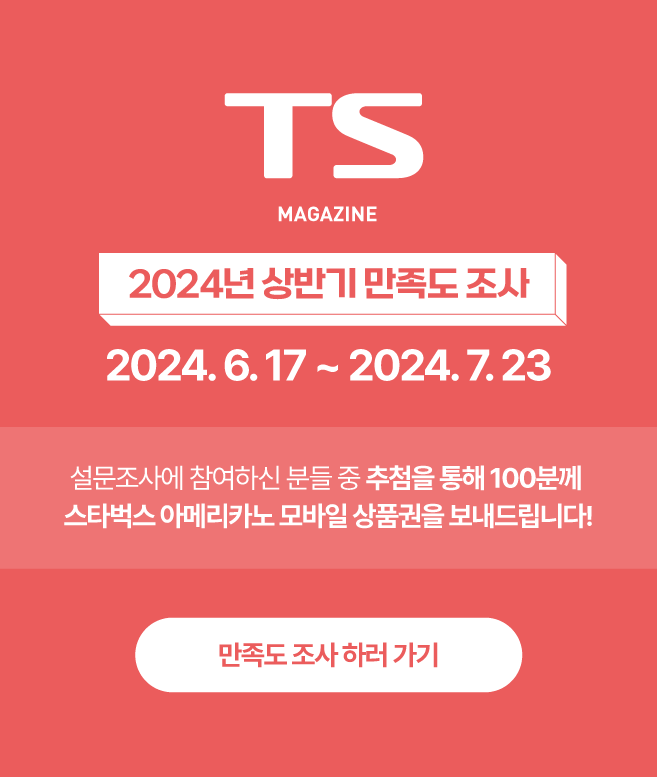 TS
MAGAZINE
2024년 상반기 만족도 조사
2024. 6. 17 ~ 2024. 7. 23
설문조사에 참여하신 분들 중 추첨을 통해 100분께
스타벅스 아메리카노 모바일 상품권을 보내드립니다!
만족도 조사 하러 가기